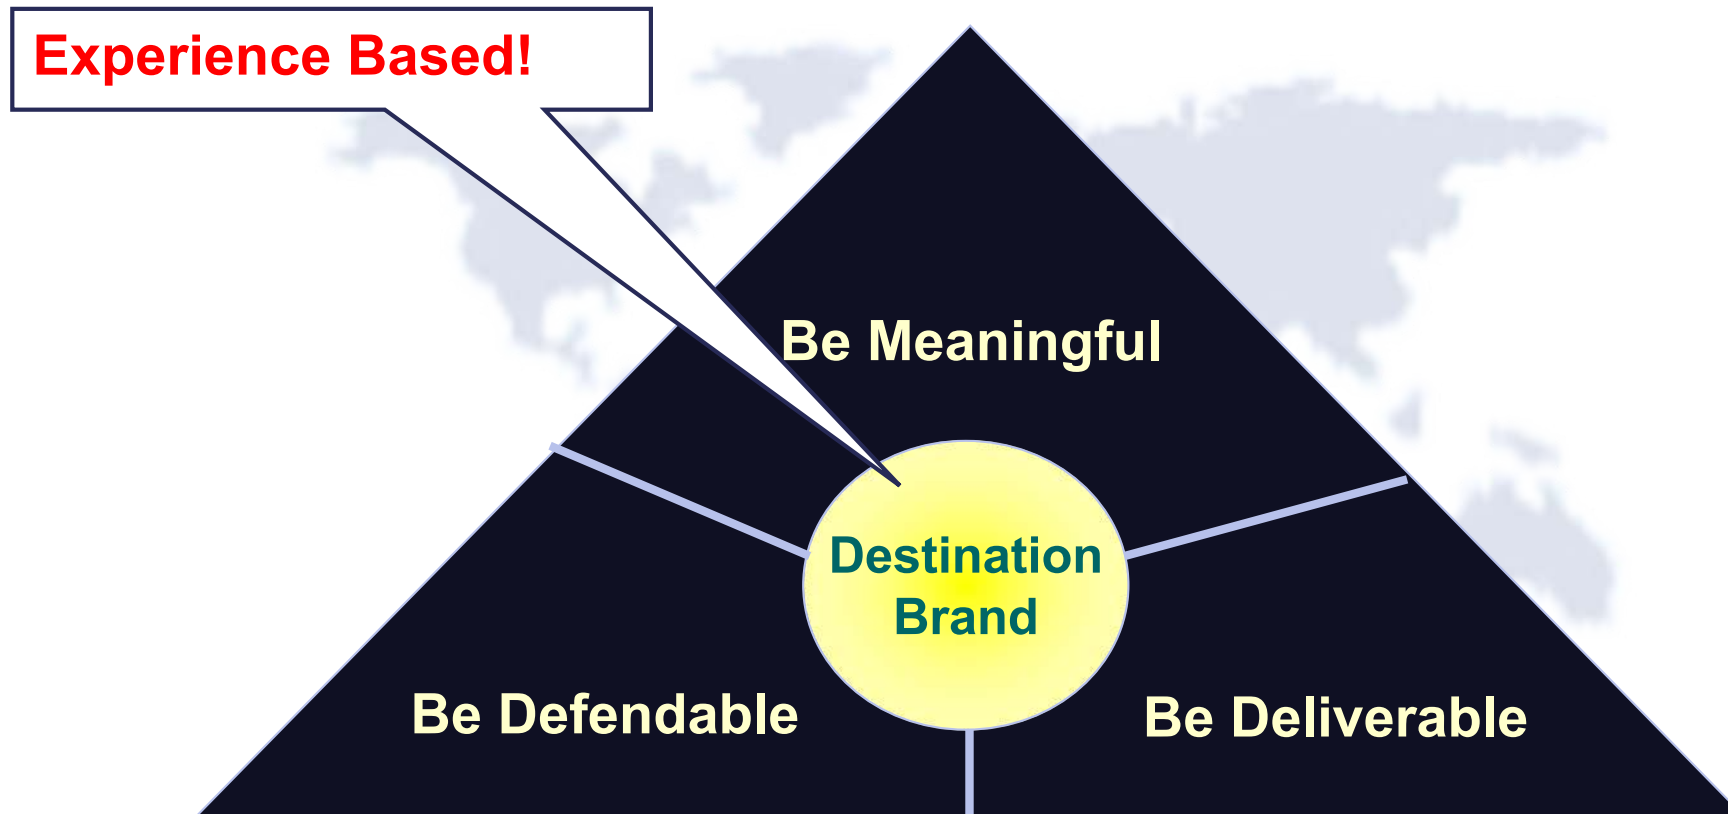 Experience Based!
Be Meaningful
Destination
Brand
Be Defendable
Be Deliverable